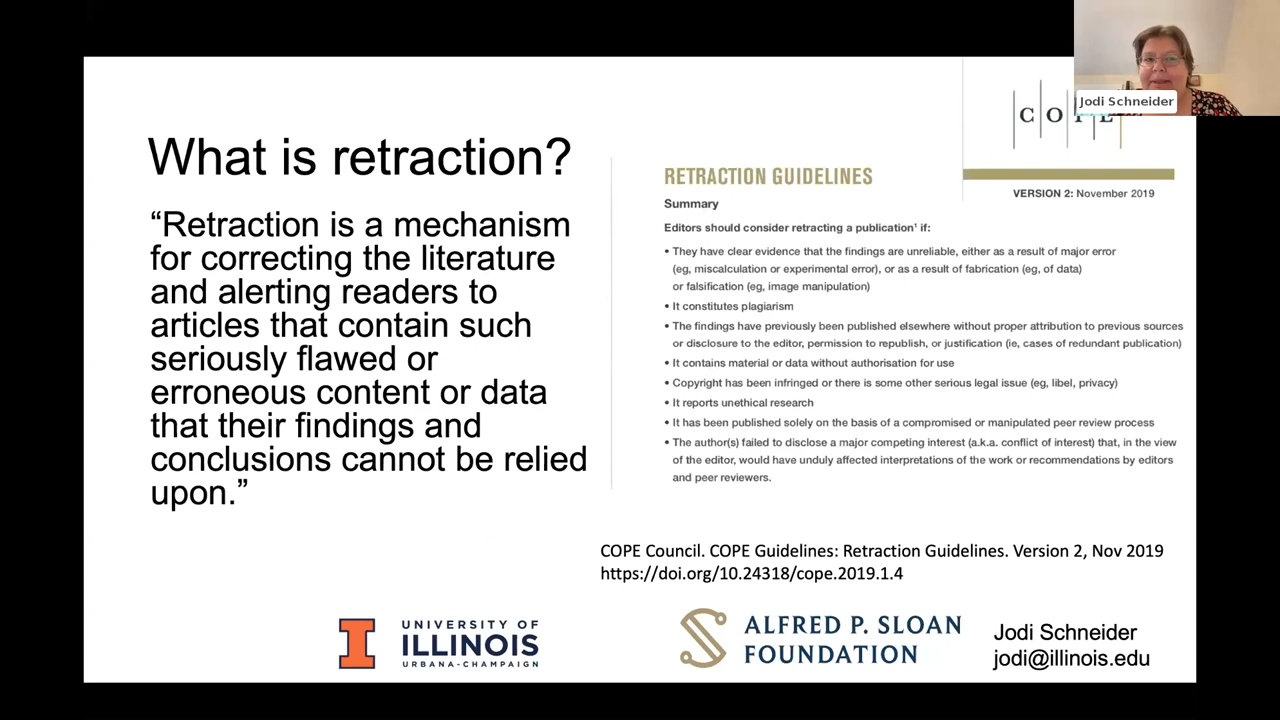 Jodi Schneider
C O P E
What is retraction?
“Retraction is a mechanism
for correcting the literature
and alerting readers to
articles that contain such
seriously flawed or
erroneous content or data
that their findings and
conclusions cannot be relied
upon.”
RETRACTION GUIDELINES
VERSION 2: November 2019
Summary
Editors should consider retracting a publication¹ if:
• They have clear evidence that the findings are unreliable, either as a result of major error
(eg, miscalculation or experimental error), or as a result of fabrication (eg, of data)
or falsification (eg, image manipulation)
• It constitutes plagiarism
• The findings have previously been published elsewhere without proper attribution to previous sources
or disclosure to the editor, permission to republish, or justification (ie, cases of redundant publication)
• It contains material or data without authorisation for use
• Copyright has been infringed or there is some other serious legal issue (eg, libel, privacy)
• It reports unethical research
• It has been published solely on the basis of a compromised or manipulated peer review process
• The author(s) failed to disclose a major competing interest (a.k.a. conflict of interest) that, in the view
of the editor, would have unduly affected interpretations of the work or recommendations by editors
and peer reviewers.
COPE Council. COPE Guidelines: Retraction Guidelines. Version 2, Nov 2019
https://doi.org/10.24318/cope.2019.1.4
UNIVERSITY OF
ILLINOIS
URBANA-CHAMPAIGN
ALFRED P. SLOAN
FOUNDATION
Jodi Schneider
jodi@illinois.edu